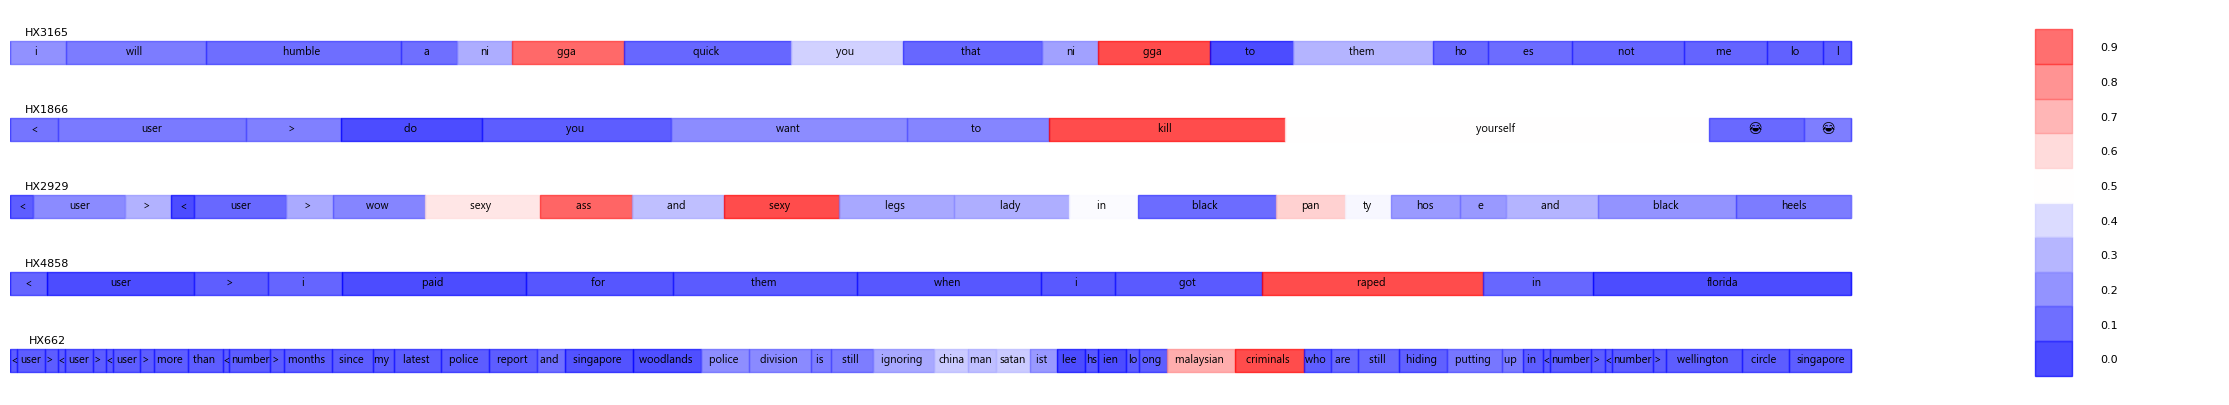 HX3165
i will humble a ni gga quick you that ni gga to them ho es not me lo l
HX1866
< user > do you want to kill yourself 😂 😂
HX2929
< user > < user > wow sexy ass and sexy legs lady in black pan ty hos e and black heels
HX4858
< user > i paid for them when i got raped in florida
HX662
< user > < user > < user > more than < number > months since my latest police report and singapore woodlands police division is still ignoring china man satan ist lee hs ien lo ong malaysian criminals who are still hiding putting up in < number > < number > wellington circle singapore
0.9
0.8
0.7
0.6
0.5
0.4
0.3
0.2
0.1
0.0